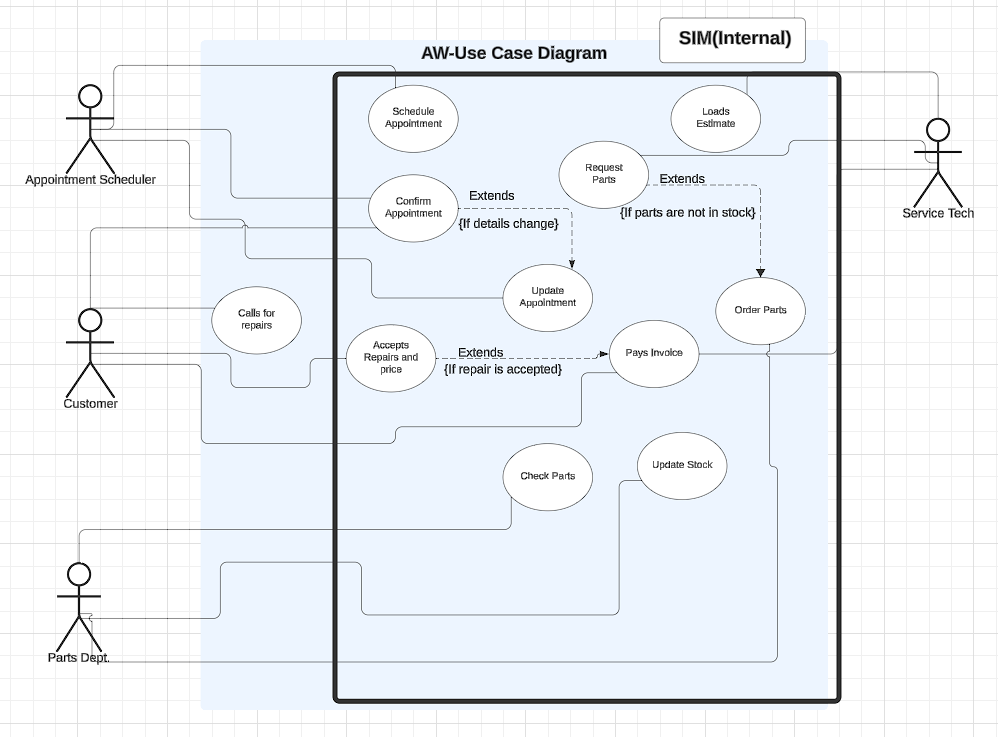 SIM(Internal)
AW-Use Case Diagram
Schedule
Appointment
Loads
Estimate
Request
Parts
Extends
{If parts are not in stock}
Appointment Scheduler
Service Tech
Confirm
Appointment
Extends
{If details change}
Update
Appointment
Order Parts
Calls for
repairs
Accepts
Repairs and
price
Extends
{If repair is accepted}
Pays Invoice
Customer
Check Parts
Update Stock
Parts Dept.